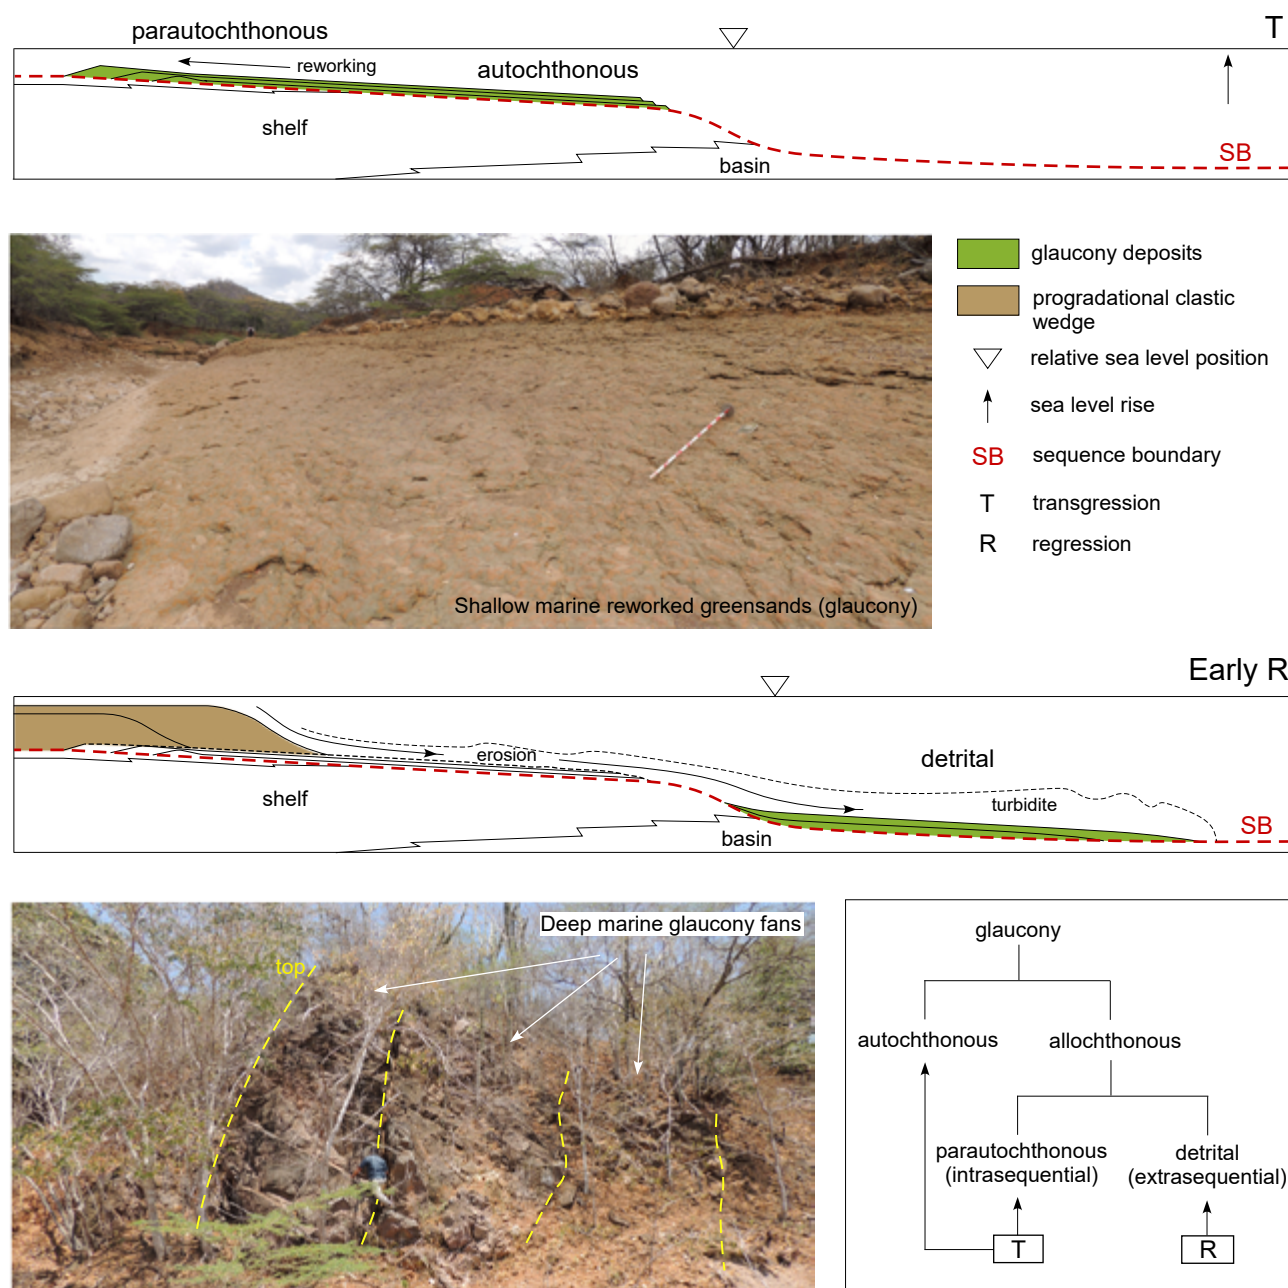 parautochthonous
T
reworking
autochthonous
shelf
basin
SB
glaucony deposits
progradational clastic
wedge
relative sea level position
sea level rise
SB sequence boundary
T transgression
R regression
Shallow marine reworked greensands (glaucony)
Early R
erosion
detrital
shelf
turbidite
basin
SB
Deep marine glaucony fans
top
glaucony
autochthonous allochthonous
parautochthonous
(intrasequential)
detrital
(extrasequential)
T R